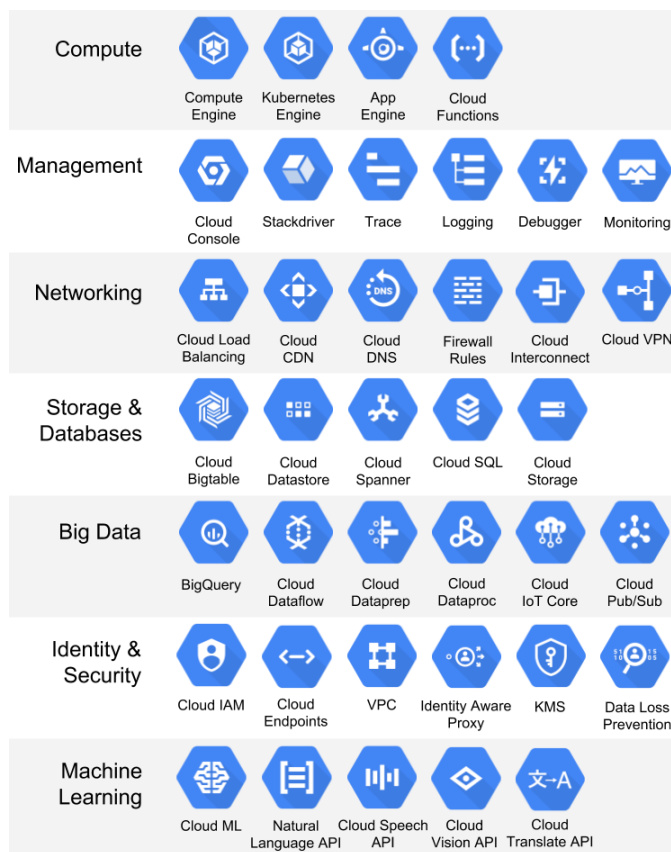 Compute
Compute
Engine
Kubernetes
Engine
App
Engine
Cloud
Functions
Management
Cloud
Console
Stackdriver
Trace
Logging
Debugger
Monitoring
Networking
DNS
Cloud Load
Balancing
Cloud
CDN
Cloud
DNS
Firewall
Rules
Cloud
Interconnect
Cloud VPN
Storage &
Databases
Cloud
Bigtable
Cloud
Datastore
Cloud
Spanner
Cloud SQL
Cloud
Storage
Big Data
BigQuery
Cloud
Dataflow
Cloud
Dataprep
Cloud
Dataproc
Cloud
IoT Core
Cloud
Pub/Sub
Identity &
Security
Cloud IAM
Cloud
Endpoints
VPC
Identity Aware
Proxy
KMS
Data Loss
Prevention
Machine
Learning
文→A
Cloud ML
Natural
Language API
Cloud Speech
API
Cloud
Vision API
Cloud
Translate API